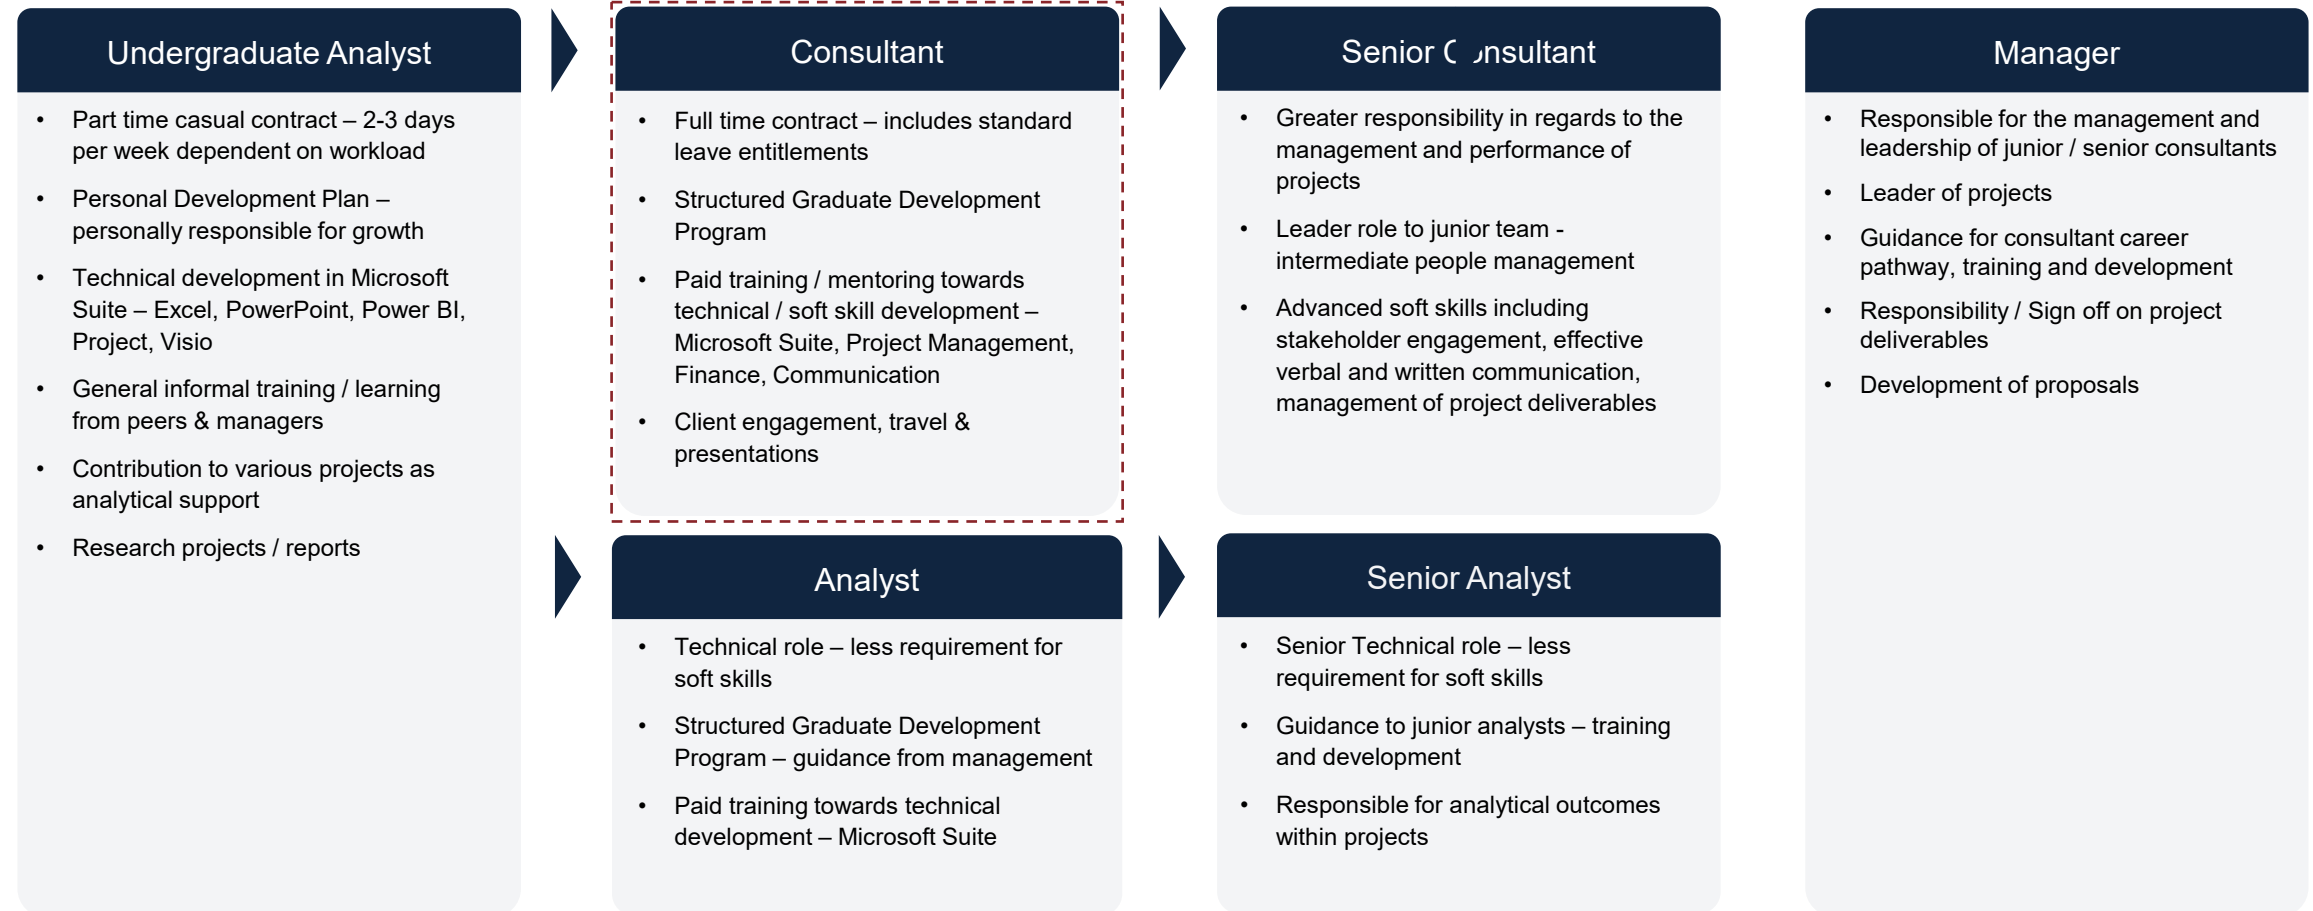 Undergraduate Analyst
• Part time casual contract – 2-3 days
per week dependent on workload
• Personal Development Plan –
personally responsible for growth
• Technical development in Microsoft
Suite – Excel, PowerPoint, Power BI,
Project, Visio
• General informal training / learning
from peers & managers
• Contribution to various projects as
analytical support
• Research projects / reports
Consultant
• Full time contract – includes standard
leave entitlements
• Structured Graduate Development
Program
• Paid training / mentoring towards
technical / soft skill development –
Microsoft Suite, Project Management,
Finance, Communication
• Client engagement, travel &
presentations
Analyst
• Technical role – less requirement for
soft skills
• Structured Graduate Development
Program – guidance from management
• Paid training towards technical
development – Microsoft Suite
Senior Consultant
• Greater responsibility in regards to the
management and performance of
projects
• Leader role to junior team -
intermediate people management
• Advanced soft skills including
stakeholder engagement, effective
verbal and written communication,
management of project deliverables
Senior Analyst
• Senior Technical role – less
requirement for soft skills
• Guidance to junior analysts – training
and development
• Responsible for analytical outcomes
within projects
Manager
• Responsible for the management and
leadership of junior / senior consultants
• Leader of projects
• Guidance for consultant career
pathway, training and development
• Responsibility / Sign off on project
deliverables
• Development of proposals